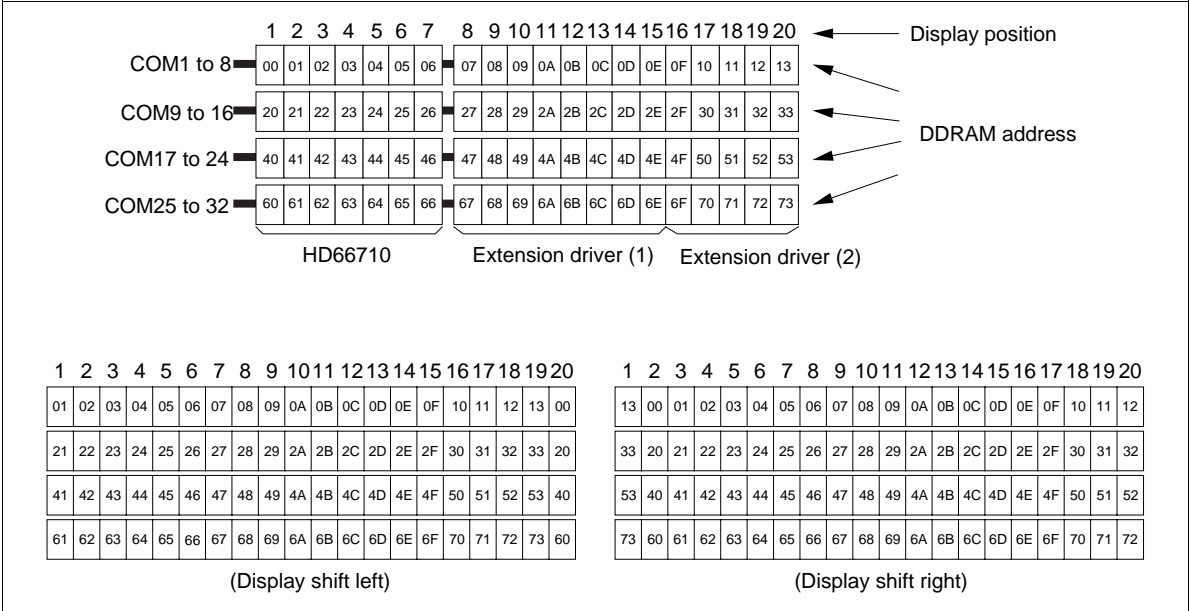 1 2 3 4 5 6 7 8 9 10 11 12 13 14 15 16 17 18 19 20 Display position
COM1 to 8 00 01 02 03 04 05 06 07 08 09 0A 0B 0C 0D 0E 0F 10 11 12 13
COM9 to 16 20 21 22 23 24 25 26 27 28 29 2A 2B 2C 2D 2E 2F 30 31 32 33
DDRAM address
COM17 to 24 40 41 42 43 44 45 46 47 48 49 4A 4B 4C 4D 4E 4F 50 51 52 53
COM25 to 32 60 61 62 63 64 65 66 67 68 69 6A 6B 6C 6D 6E 6F 70 71 72 73
HD66710 Extension driver (1) Extension driver (2)
1 2 3 4 5 6 7 8 9 10 11 12 13 14 15 16 17 18 19 20
01 02 03 04 05 06 07 08 09 0A 0B 0C 0D 0E 0F 10 11 12 13 00
21 22 23 24 25 26 27 28 29 2A 2B 2C 2D 2E 2F 30 31 32 33 20
41 42 43 44 45 46 47 48 49 4A 4B 4C 4D 4E 4F 50 51 52 53 40
61 62 63 64 65 66 67 68 69 6A 6B 6C 6D 6E 6F 70 71 72 73 60
(Display shift left)
1 2 3 4 5 6 7 8 9 10 11 12 13 14 15 16 17 18 19 20
13 00 01 02 03 04 05 06 07 08 09 0A 0B 0C 0D 0E 0F 10 11 12
33 20 21 22 23 24 25 26 27 28 29 2A 2B 2C 2D 2E 2F 30 31 32
53 40 41 42 43 44 45 46 47 48 49 4A 4B 4C 4D 4E 4F 50 51 52
73 60 61 62 63 64 65 66 67 68 69 6A 6B 6C 6D 6E 6F 70 71 72
(Display shift right)